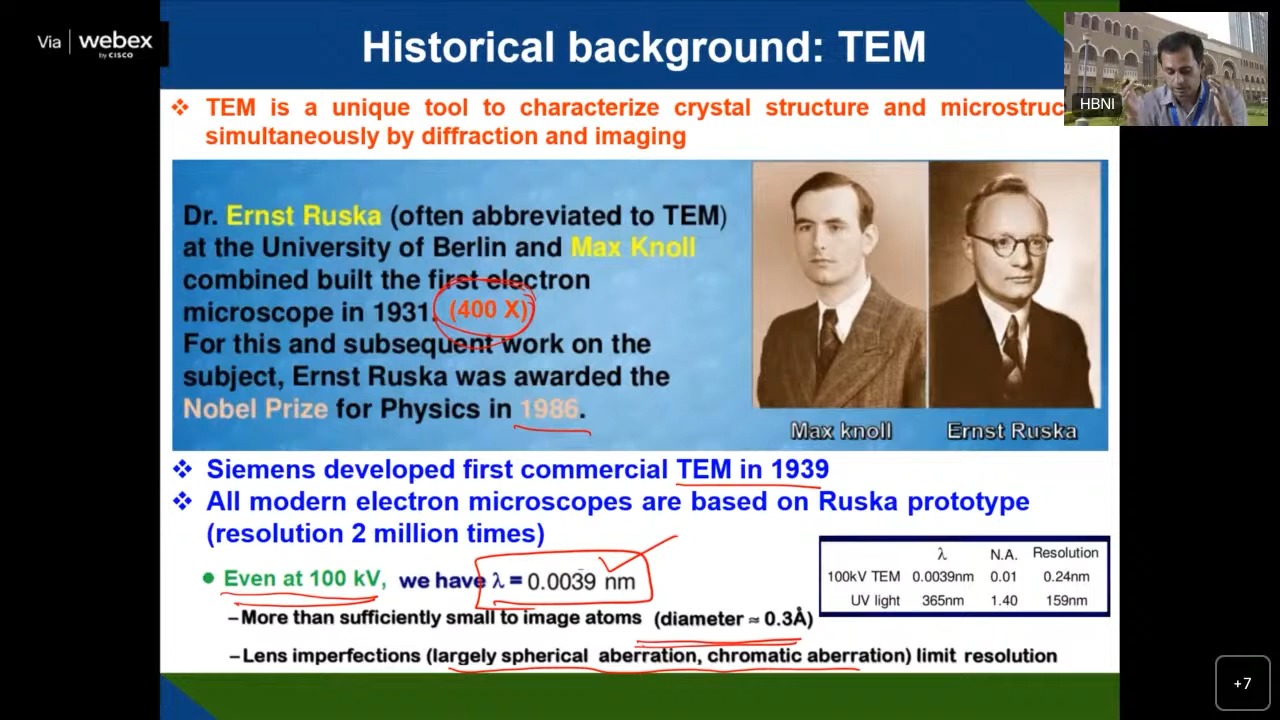 Via webex
by CISCO
Historical background: TEM
HBNI
❖ TEM is a unique tool to characterize crystal structure and microstruc
simultaneously by diffraction and imaging
Dr. Ernst Ruska (often abbreviated to TEM)
at the University of Berlin and Max Knoll
combined built the first electron
microscope in 1931. (400 X)
For this and subsequent work on the
subject, Ernst Ruska was awarded the
Nobel Prize for Physics in 1986.
Max knoll Ernst Ruska
❖ Siemens developed first commercial TEM in 1939
❖ All modern electron microscopes are based on Ruska prototype
(resolution 2 million times)
• Even at 100 kV, we have λ = 0.0039 nm
–More than sufficiently small to image atoms (diameter ≈ 0.3Å)
–Lens imperfections (largely spherical aberration, chromatic aberration) limit resolution
λ N.A. Resolution
100kV TEM 0.0039nm 0.01 0.24nm
UV light 365nm 1.40 159nm
+7